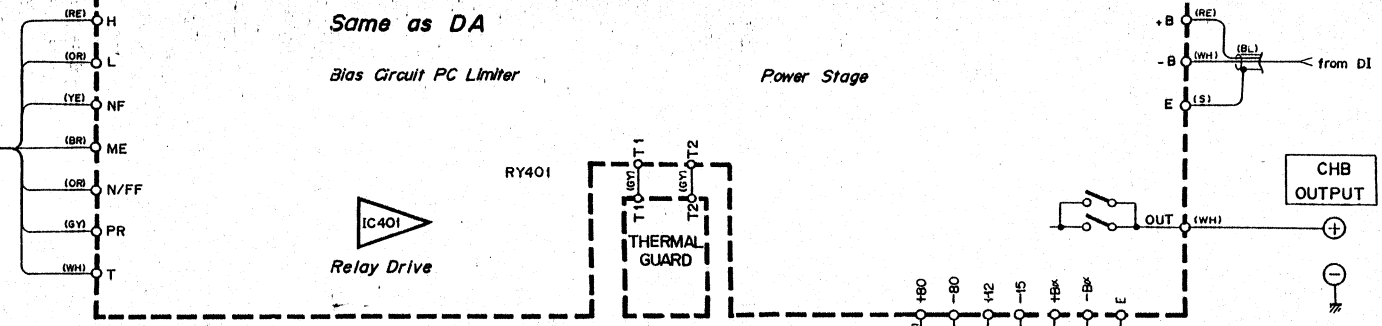 (RE) H
Same as DA
+B (RE)
(OR) L
Bias Circuit PC Limiter
Power Stage
-B (WH) (BL) from DI
(YE) NF
E (S)
(BR) ME
T1 T2
RY401
(GY) (GY)
CHB
OUTPUT
(OR) N/FF
T1 T2
(GY) PR
IC401
THERMAL
GUARD
OUT (WH) +
Relay Drive
(WH) T
−
+80 -80 +12 -15 +Bα -Bα E